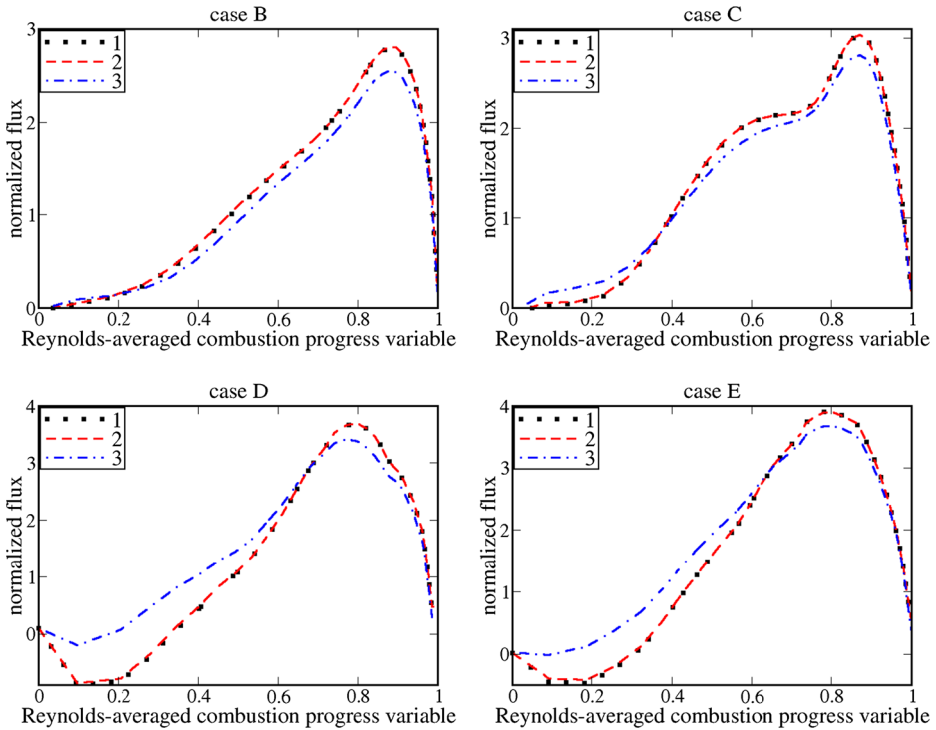 case B
3
1
2
3
2
normalized flux
1
0
0 0.2 0.4 0.6 0.8 1
Reynolds-averaged combustion progress variable
case C
3
1
2
3
2
normalized flux
1
0
0 0.2 0.4 0.6 0.8 1
Reynolds-averaged combustion progress variable
case D
4
1
2
3
3
normalized flux
2
1
0
0 0.2 0.4 0.6 0.8 1
Reynolds-averaged combustion progress variable
case E
4
1
2
3
3
normalized flux
2
1
0
0 0.2 0.4 0.6 0.8 1
Reynolds-averaged combustion progress variable